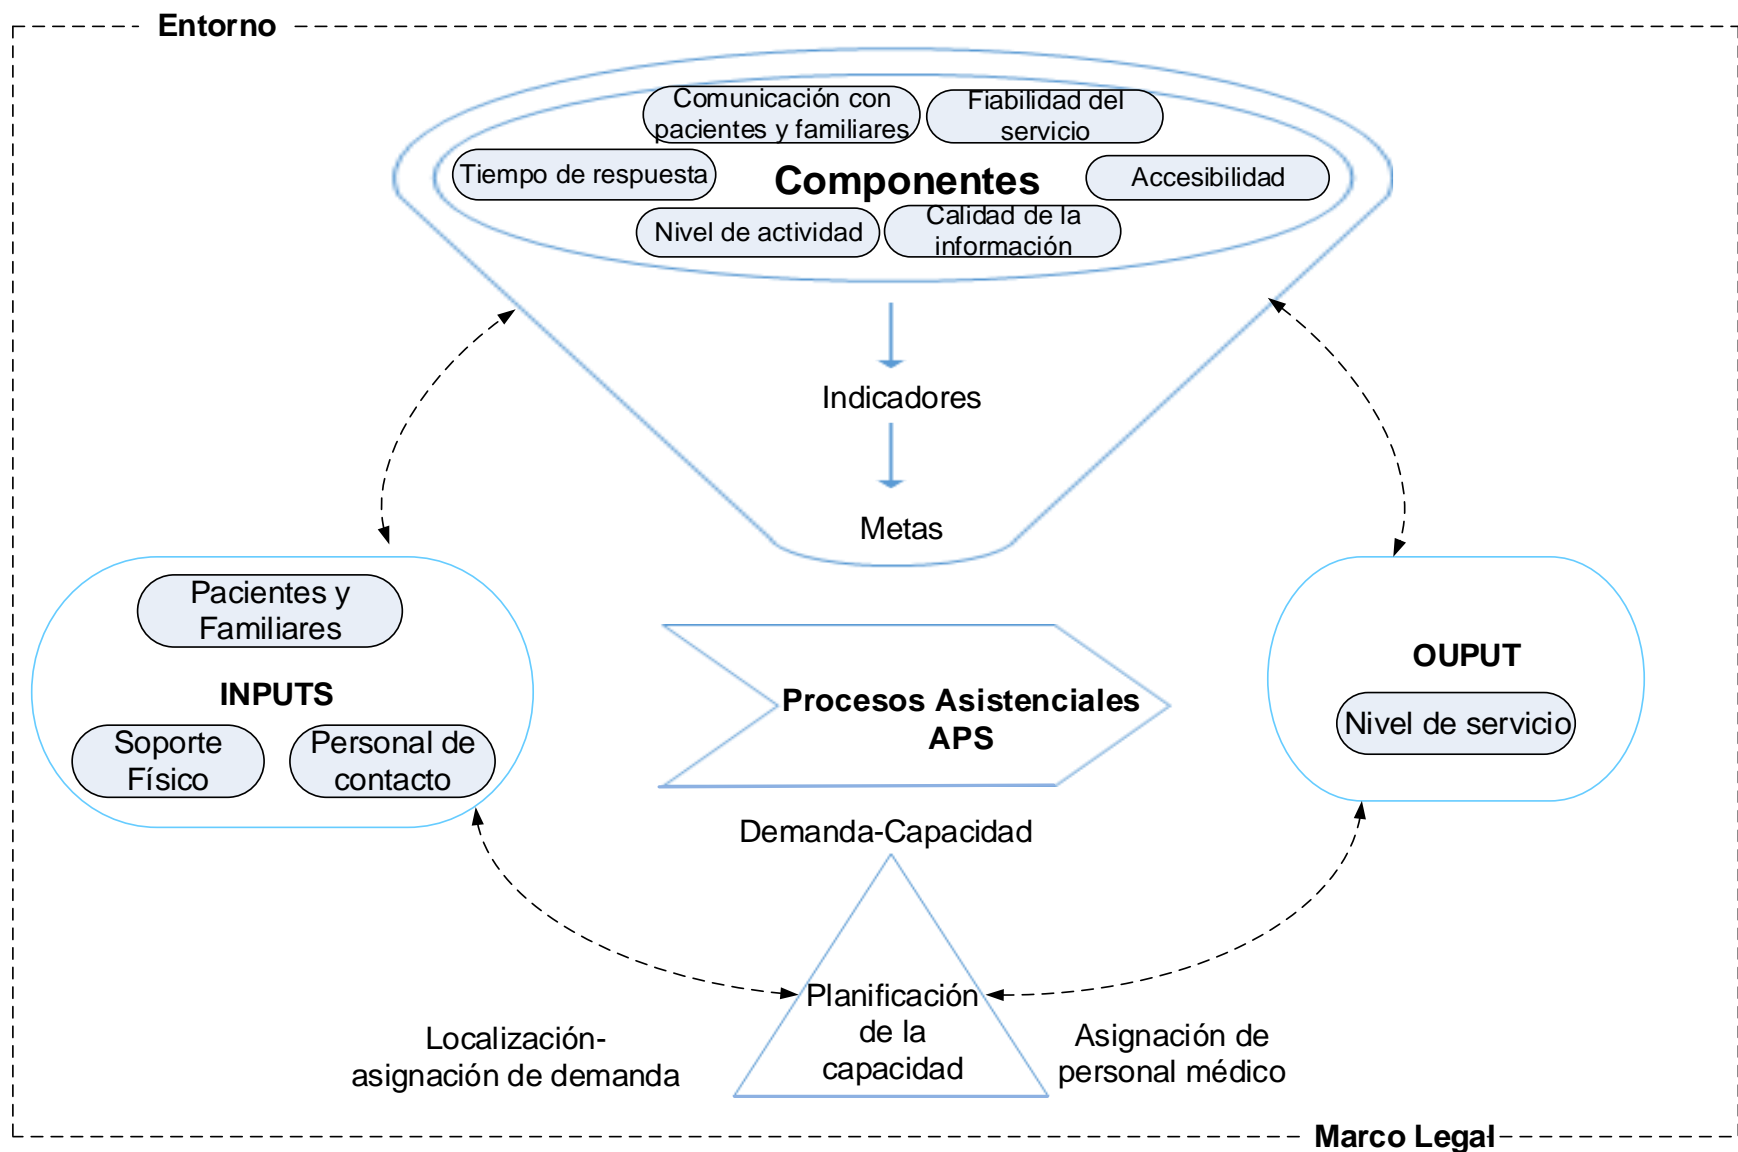 Entorno
Comunicación con
pacientes y familiares
Fiabilidad del
servicio
Tiempo de respuesta
Componentes
Accesibilidad
Nivel de actividad
Calidad de la
información
Indicadores
Metas
Pacientes y
Familiares
INPUTS
Soporte
Físico
Personal de
contacto
Procesos Asistenciales
APS
OUPUT
Nivel de servicio
Demanda-Capacidad
Planificación
de la
capacidad
Localización-
asignación de demanda
Asignación de
personal médico
Marco Legal